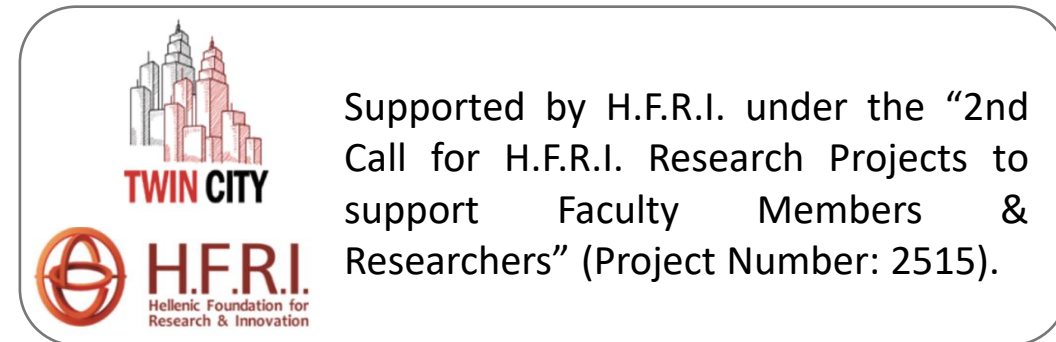 TWIN CITY
H.F.R.I.
Hellenic Foundation for
Research & Innovation
Supported by H.F.R.I. under the “2nd
Call for H.F.R.I. Research Projects to
support Faculty Members &
Researchers” (Project Number: 2515).